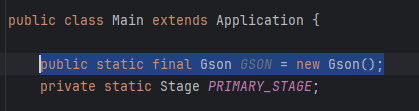 public class Main extends Application {
public static final Gson GSON = new Gson();
private static Stage PRIMARY_STAGE;